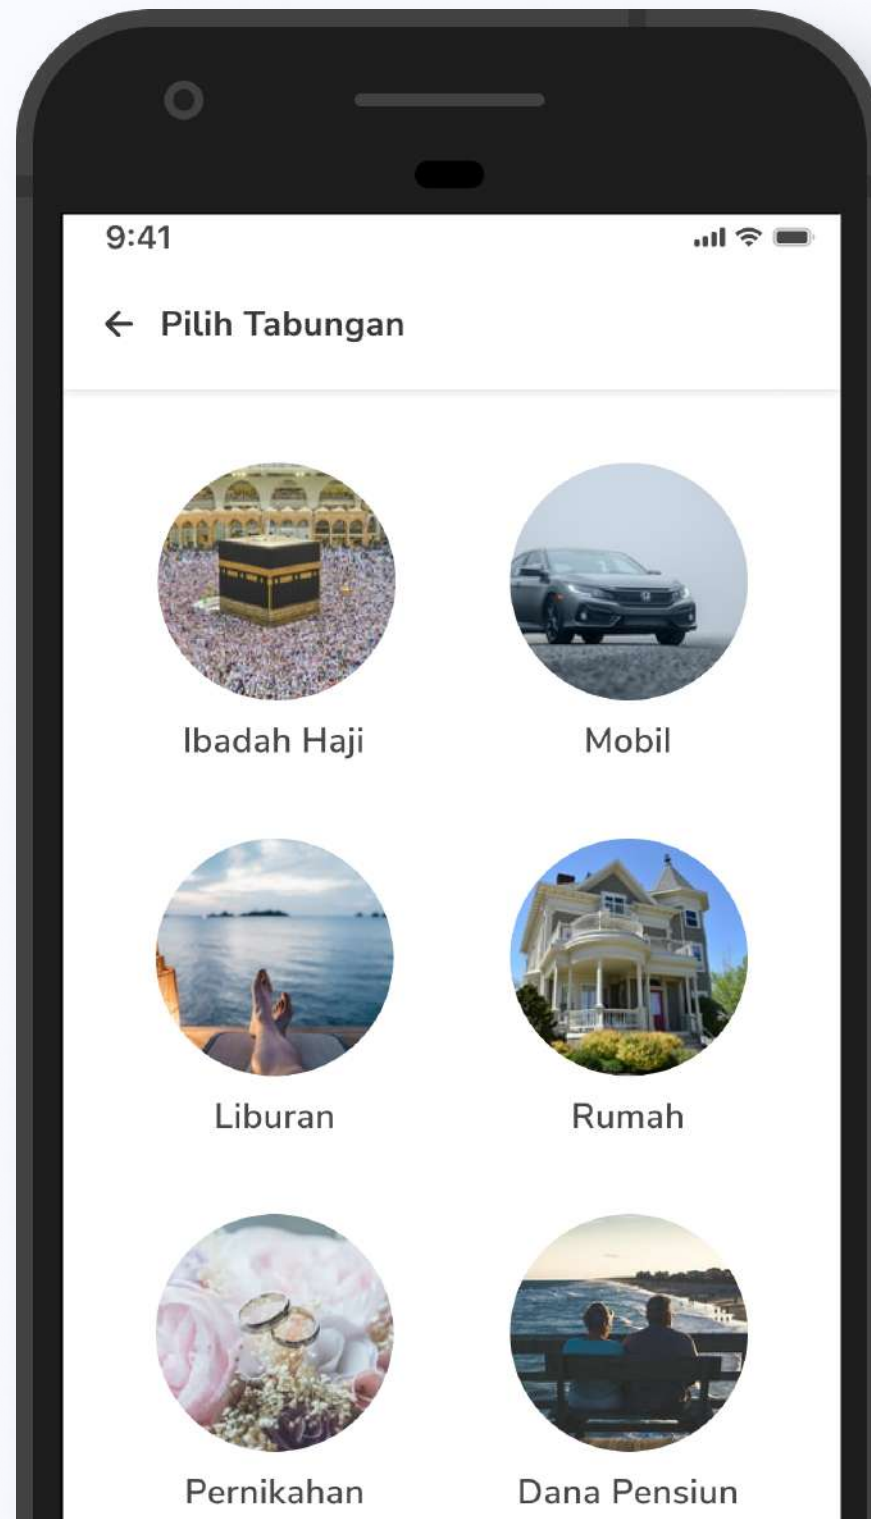 9:41
Pilih Tabungan
Ibadah Haji
Mobil
Liburan
Rumah
Pernikahan
Dana Pensiun